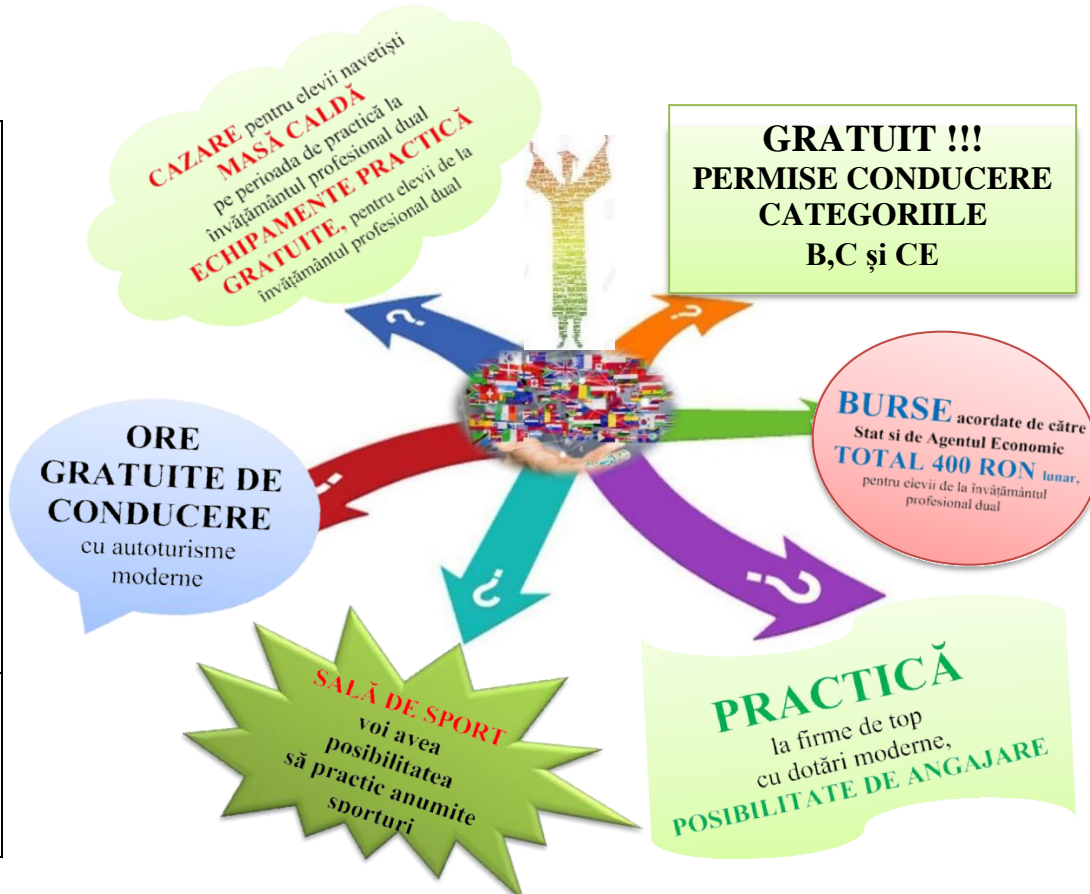 CAZARE pentru elevii navetiști
MASĂ CALDĂ
pe perioada de practică la
învățământul profesional dual
ECHIPAMENTE PRACTICĂ
GRATUITE, pentru elevii de la
învățământul profesional dual
GRATUIT !!!
PERMISE CONDUCERE
CATEGORIILE
B,C și CE
BURSE acordate de către
Stat si de Agentul Economic
TOTAL 400 RON lunar,
pentru elevii de la învățământul
profesional dual
ORE
GRATUITE DE
CONDUCERE
cu autoturisme
moderne
SALĂ DE SPORT
voi avea
posibilitatea
să practic anumite
sporturi
PRACTICĂ
la firme de top
cu dotări moderne,
POSIBILITATE DE ANGAJARE